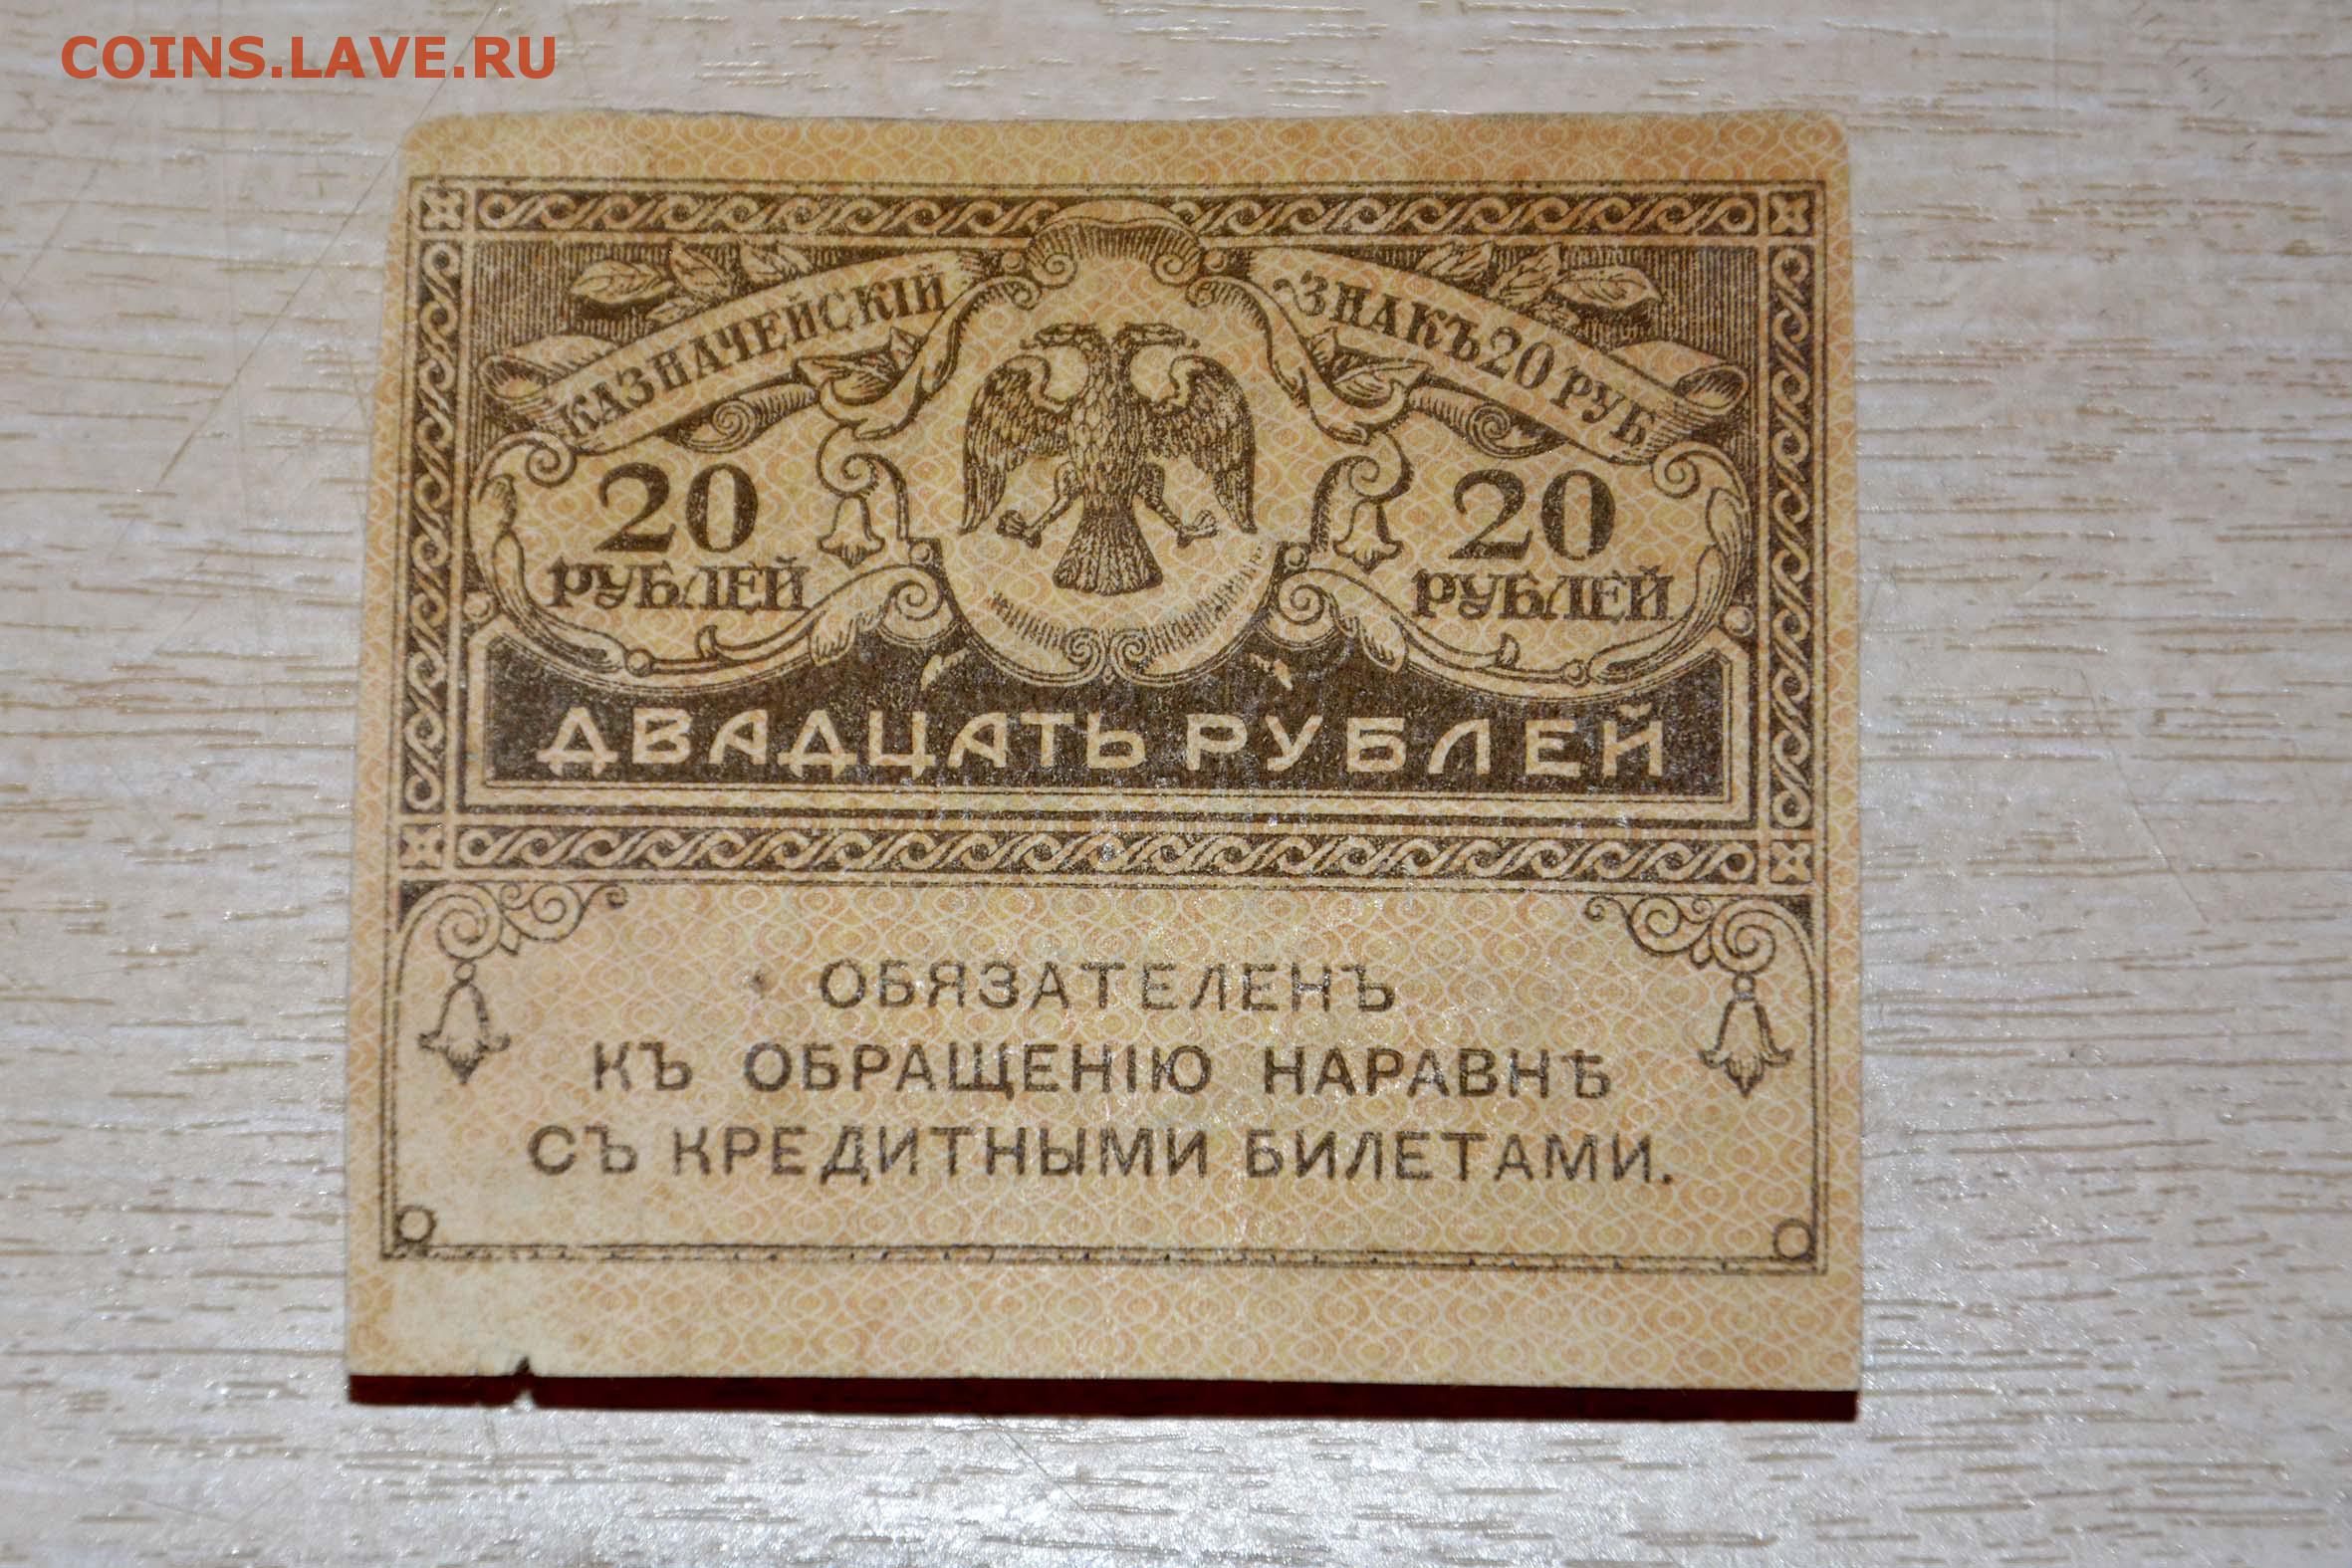 COINS.LAVE.RU
КАЗНАЧЕЙСКІЙ ЗНАКЪ 20 РУБ.
20 20
РУБЛЕЙ РУБЛЕЙ
ДВАДЦАТЬ РУБЛЕЙ
ОБЯЗАТЕЛЕНЪ
КЪ ОБРАЩЕНІЮ НАРАВНѢ
СЪ КРЕДИТНЫМИ БИЛЕТАМИ.